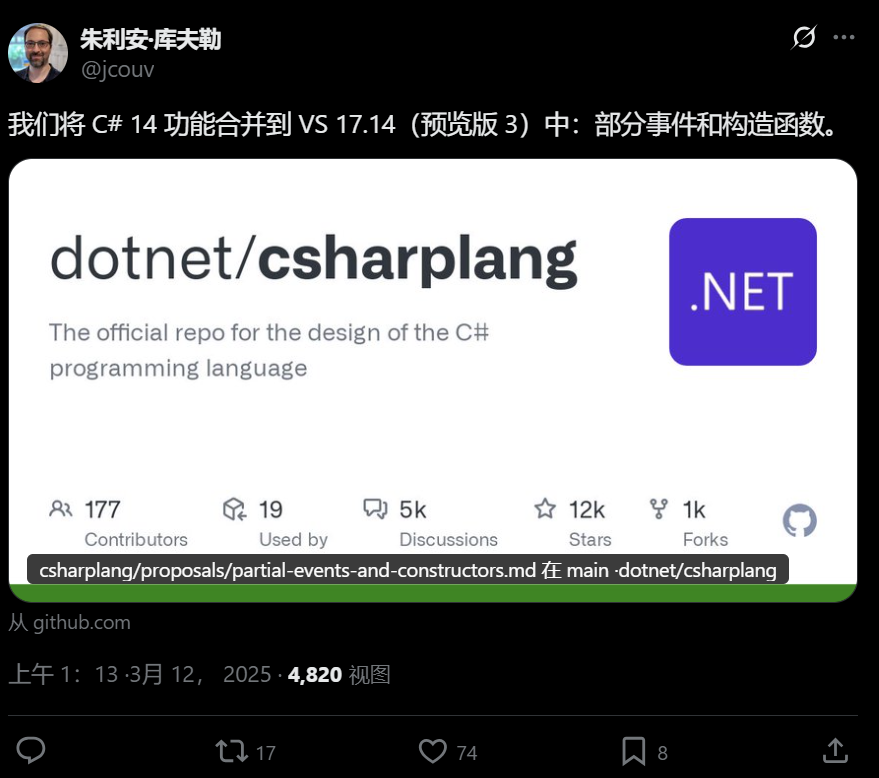 朱利安·库夫勒
@jcouv
我们将 C# 14 功能合并到 VS 17.14（预览版 3）中：部分事件和构造函数。
dotnet/csharplang
.NET
The official repo for the design of the C#
programming language
177
Contributors
19
Used by
5k
Discussions
12k
Stars
1k
Forks
csharplang/proposals/partial-events-and-constructors.md 在 main ·dotnet/csharplang
从 github.com
上午 1：13 ·3月 12， 2025 · 4,820 视图
17
74
8